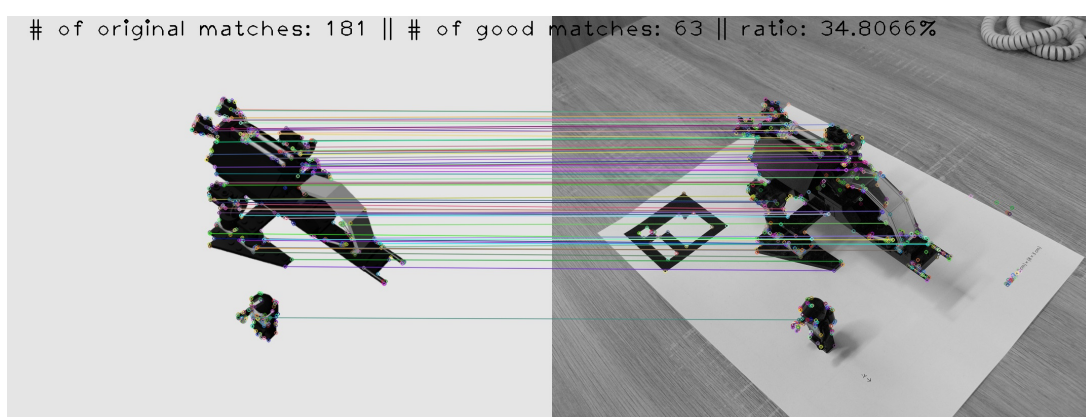 # of original matches: 181 || # of good matches: 63 || ratio: 34.8066%